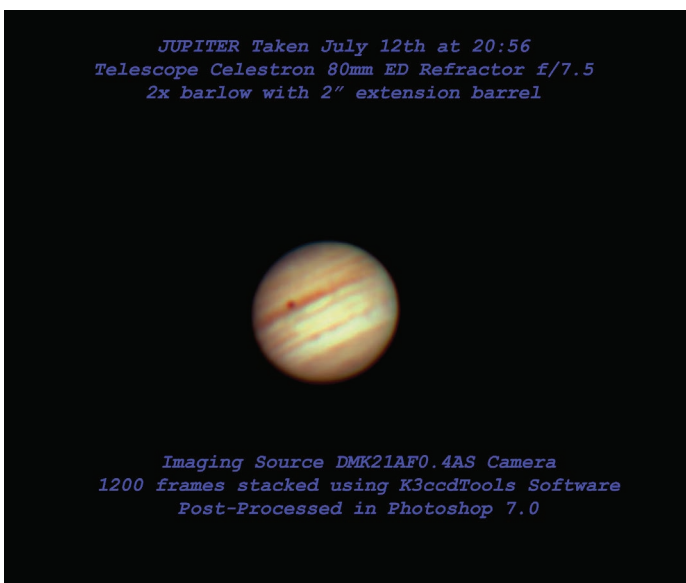 JUPITER Taken July 12th at 20:56
Telescope Celestron 80mm ED Refractor f/7.5
2x barlow with 2” extension barrel
Imaging Source DMK21AF0.4AS Camera
1200 frames stacked using K3ccdTools Software
Post-Processed in Photoshop 7.0